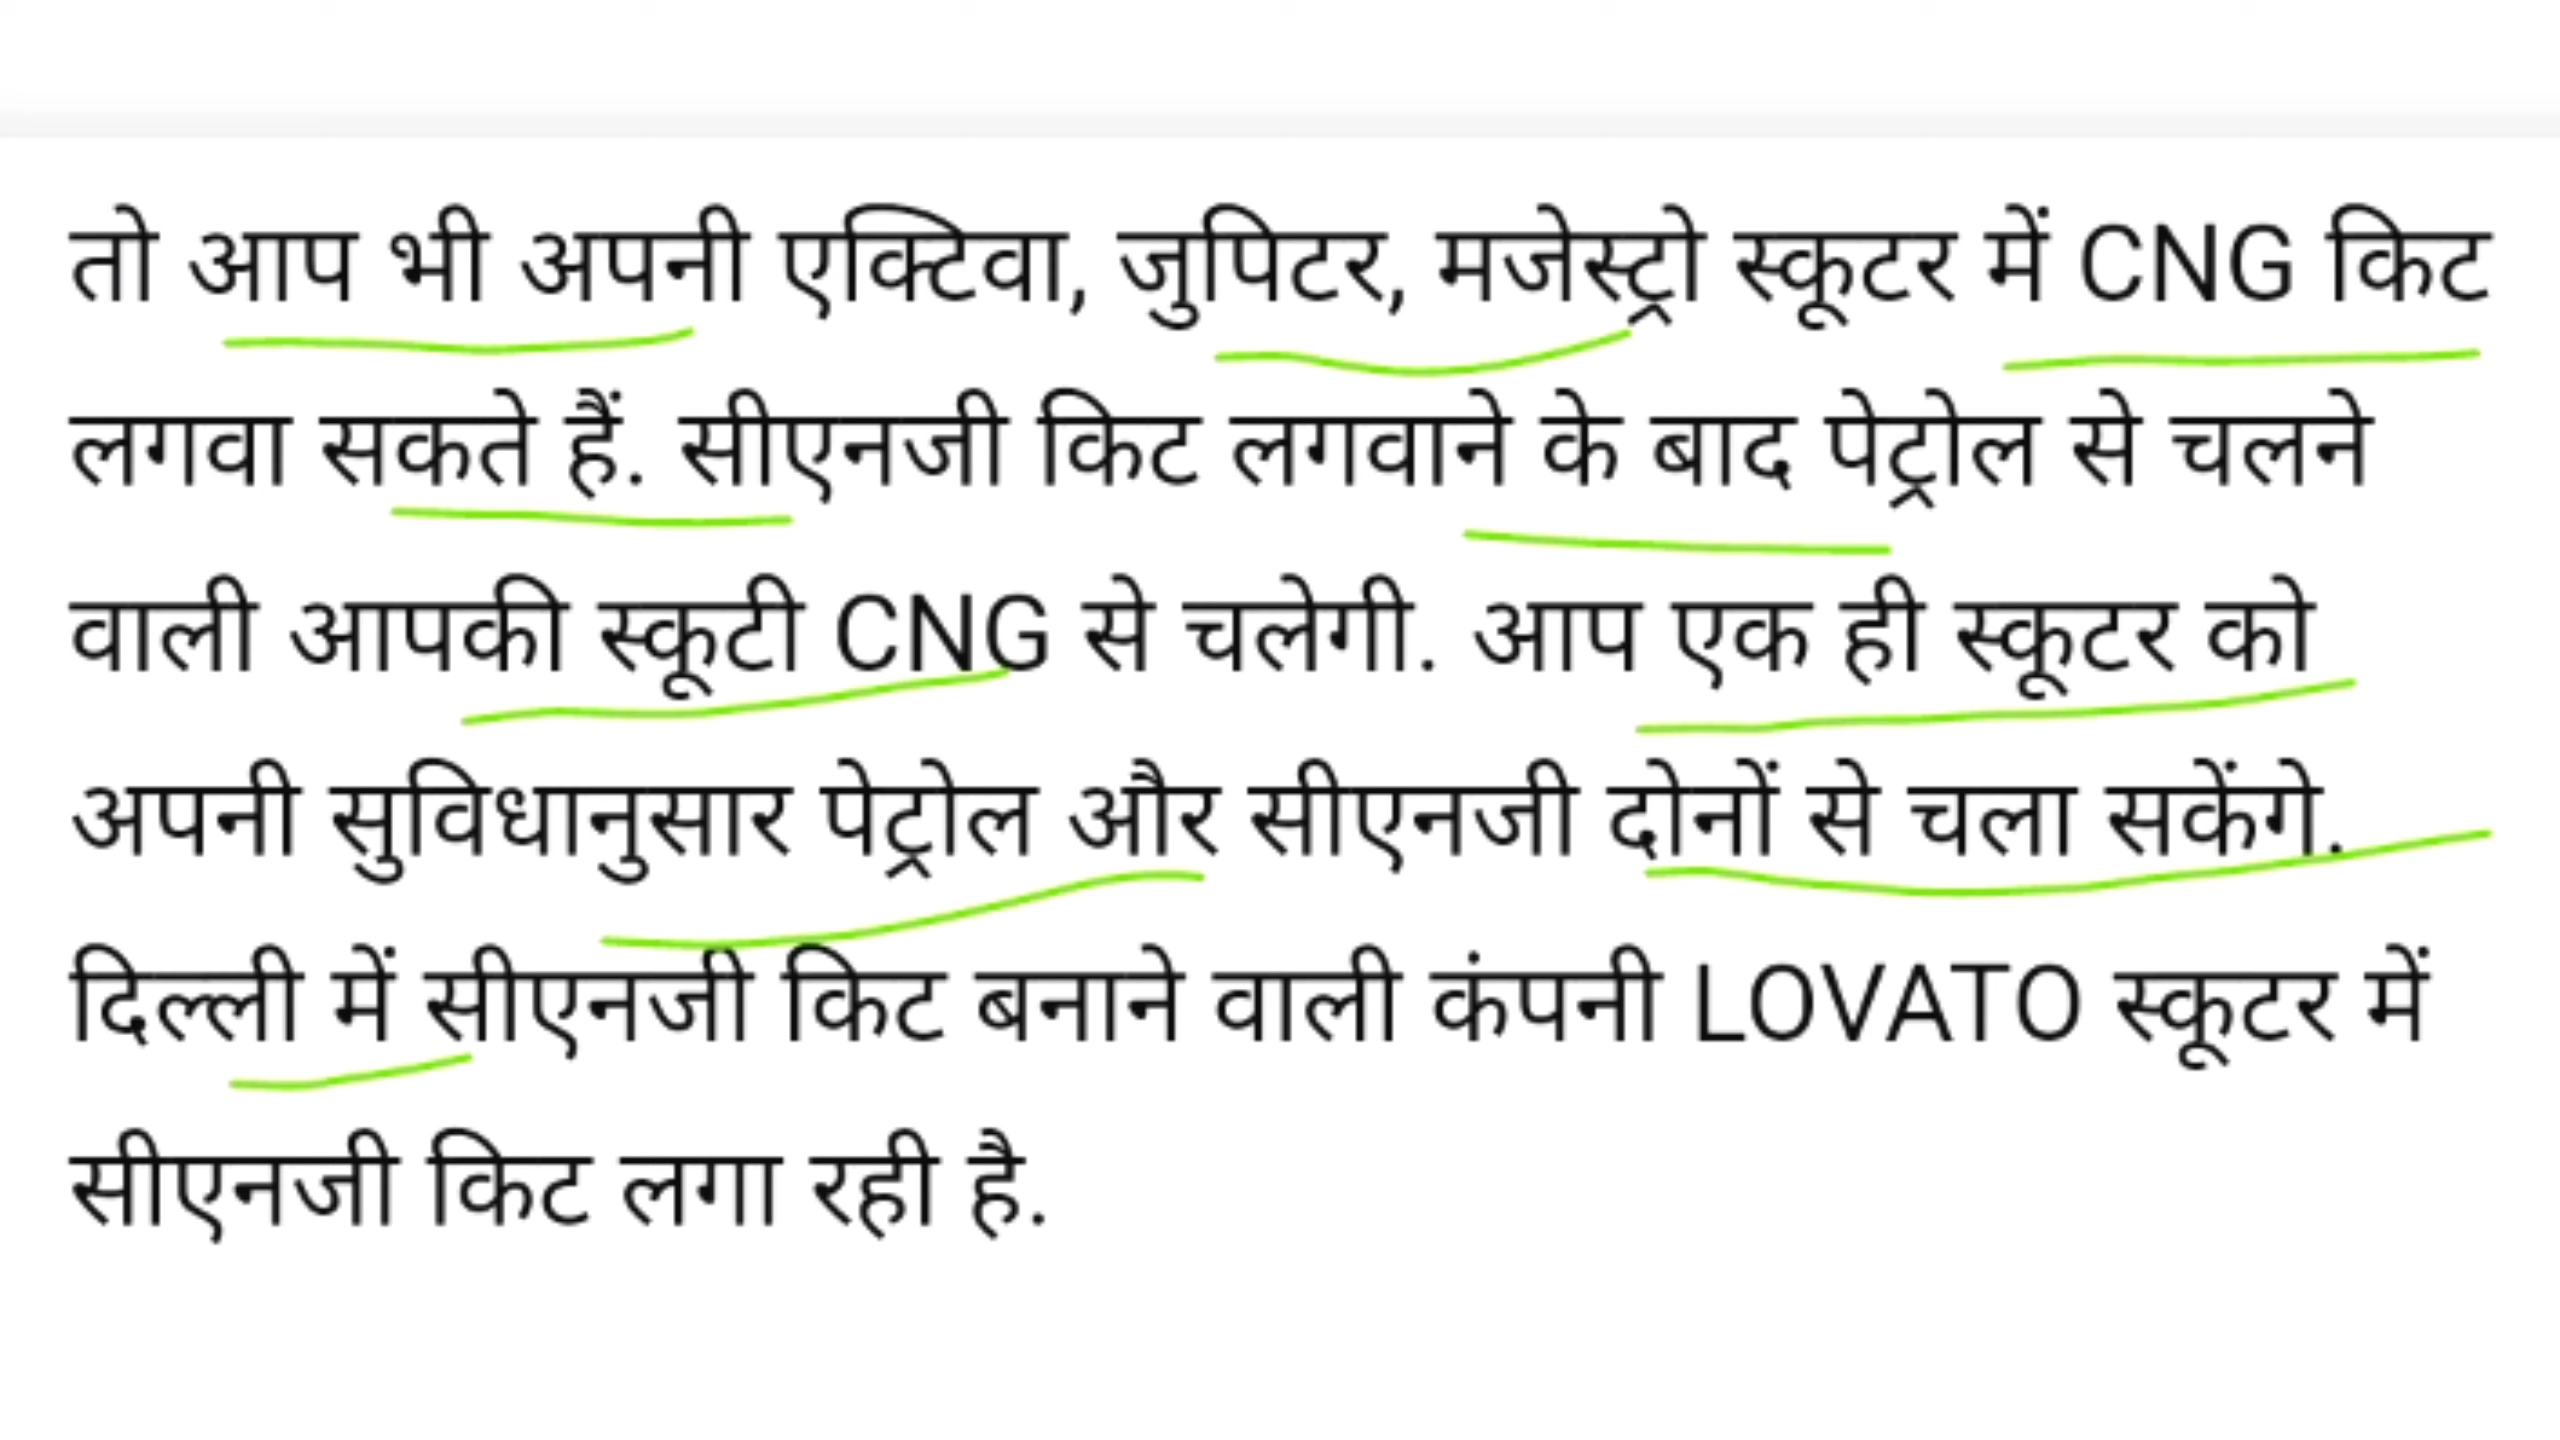 तो आप भी अपनी एक्टिवा, जुपिटर, मजेस्ट्रो स्कूटर में CNG किट
लगवा सकते हैं. सीएनजी किट लगवाने के बाद पेट्रोल से चलने
वाली आपकी स्कूटी CNG से चलेगी. आप एक ही स्कूटर को
अपनी सुविधानुसार पेट्रोल और सीएनजी दोनों से चला सकेंगे.
दिल्ली में सीएनजी किट बनाने वाली कंपनी LOVATO स्कूटर में
सीएनजी किट लगा रही है.